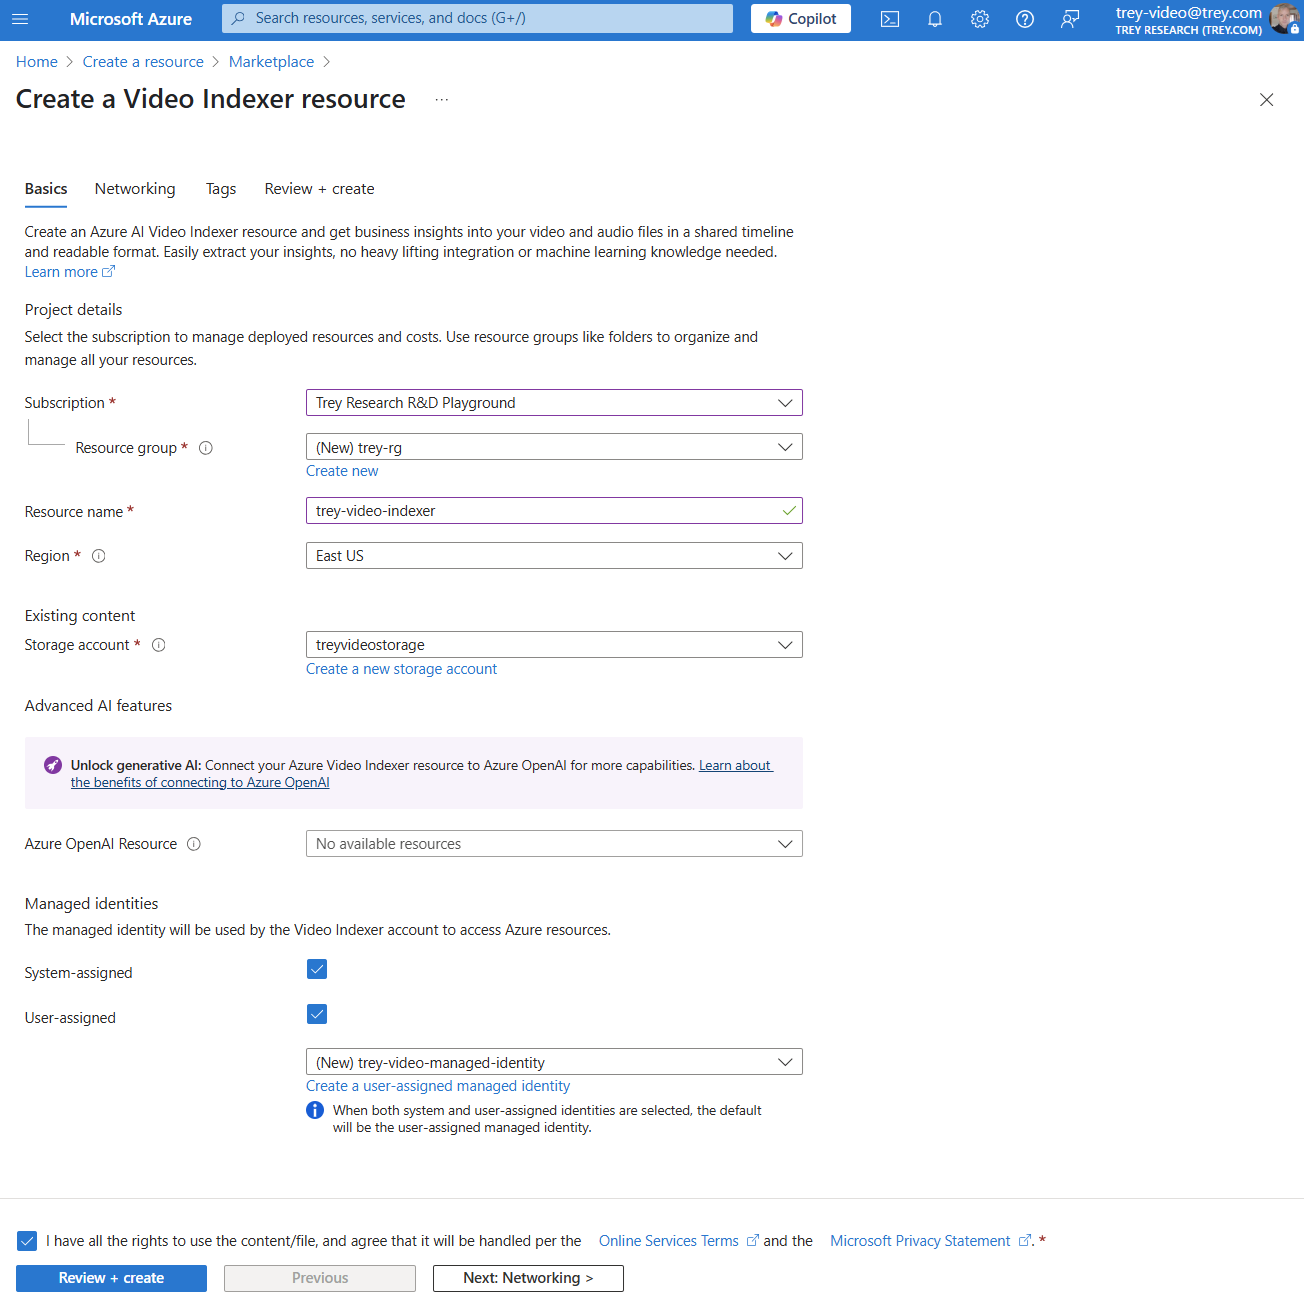 Microsoft Azure
Search resources, services, and docs (G+/)
Copilot
trey-video@trey.com
TREY RESEARCH (TREY.COM)
Home > Create a resource > Marketplace >
Create a Video Indexer resource ...
Basics
Networking
Tags
Review + create
Create an Azure AI Video Indexer resource and get business insights into your video and audio files in a shared timeline
and readable format. Easily extract your insights, no heavy lifting integration or machine learning knowledge needed.
Learn more
Project details
Select the subscription to manage deployed resources and costs. Use resource groups like folders to organize and
manage all your resources.
Subscription *
Trey Research R&D Playground
Resource group *
(New) trey-rg
Create new
Resource name *
trey-video-indexer
Region *
East US
Existing content
Storage account *
treyvideostorage
Create a new storage account
Advanced AI features
Unlock generative AI: Connect your Azure Video Indexer resource to Azure OpenAI for more capabilities. Learn about
the benefits of connecting to Azure OpenAI
Azure OpenAI Resource
No available resources
Managed identities
The managed identity will be used by the Video Indexer account to access Azure resources.
System-assigned
User-assigned
(New) trey-video-managed-identity
Create a user-assigned managed identity
When both system and user-assigned identities are selected, the default
will be the user-assigned managed identity.
I have all the rights to use the content/file, and agree that it will be handled per the Online Services Terms and the Microsoft Privacy Statement . *
Review + create
Previous
Next: Networking >